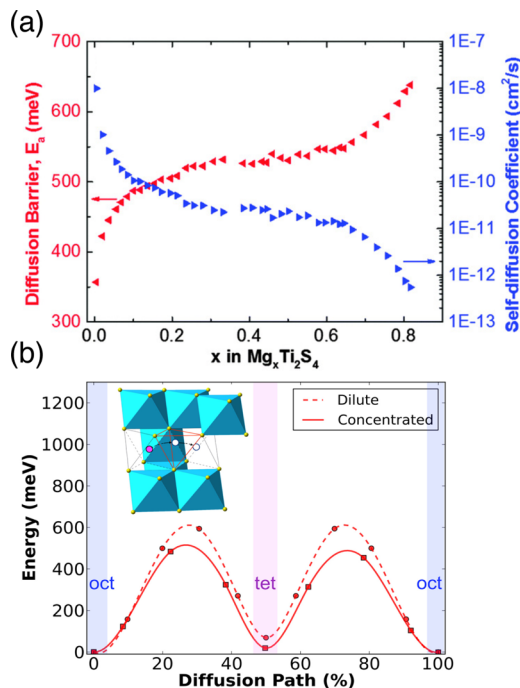 (a)
700
600
500
400
300
Diffusion Barrier, Eₐ (meV)
1E-7
1E-8
1E-9
1E-10
1E-11
1E-12
1E-13
Self-diffusion Coefficient (cm²/s)
0.0 0.2 0.4 0.6 0.8
x in MgₓTi₂S₄
(b)
1200
1000
800
600
400
200
0
Energy (meV)
Dilute
Concentrated
oct
tet
oct
0 20 40 60 80 100
Diffusion Path (%)